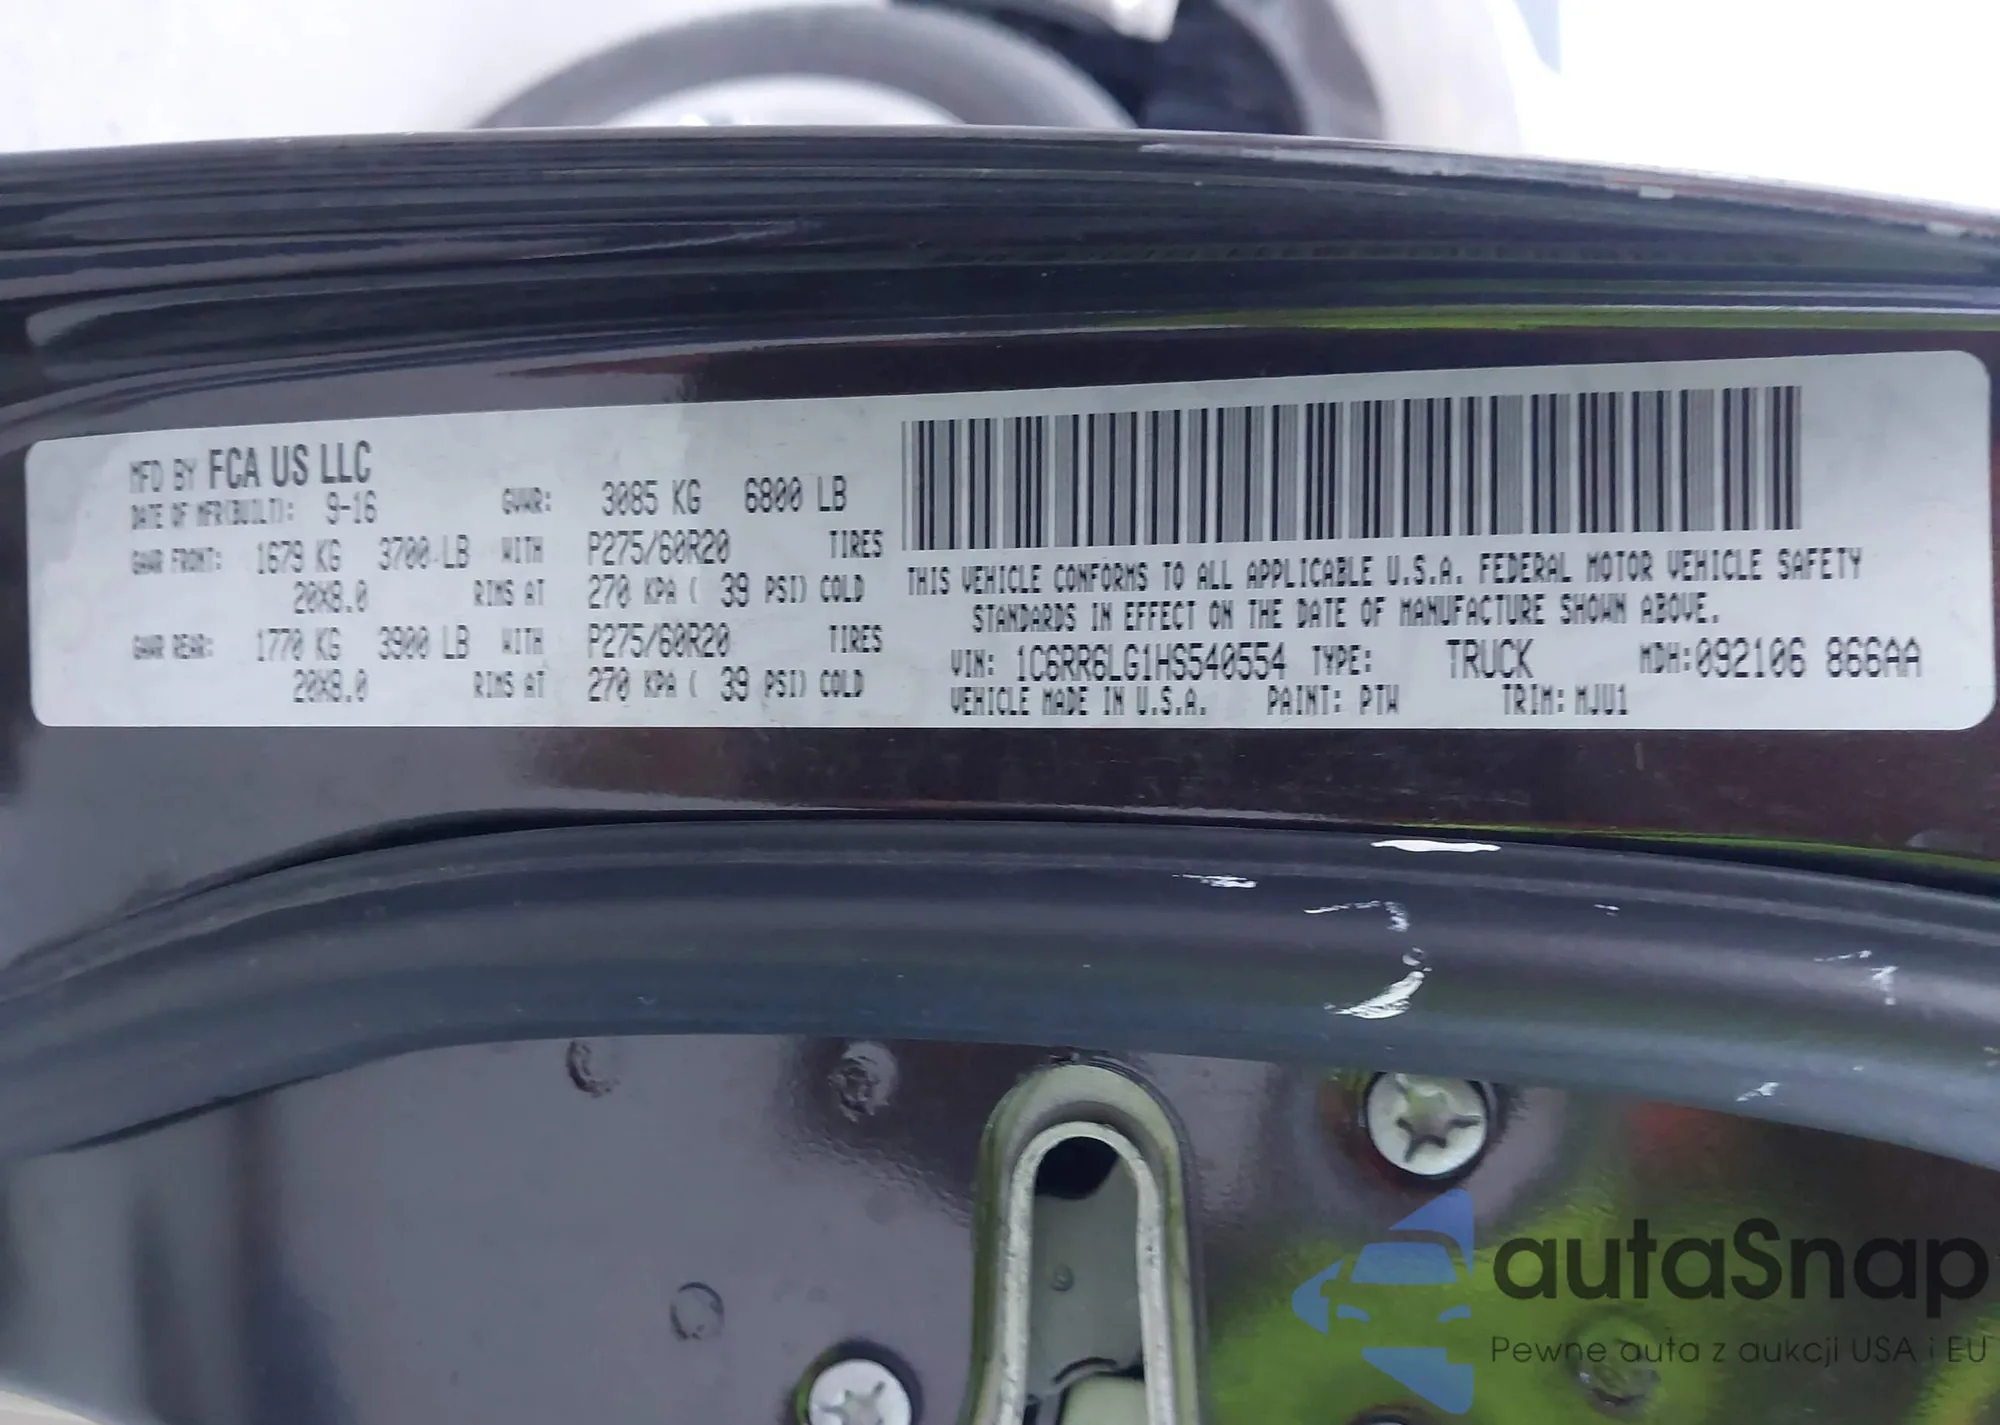 MFD BY FCA US LLC
DATE OF MFR(BUILT): 9-16 GVWR: 3085 KG 6800 LB
GAWR FRONT: 1679 KG 3700 LB WITH P275/60R20 TIRES
20X8.0 RIMS AT 270 KPA ( 39 PSI) COLD
GAWR REAR: 1770 KG 3900 LB WITH P275/60R20 TIRES
20X8.0 RIMS AT 270 KPA ( 39 PSI) COLD
THIS VEHICLE CONFORMS TO ALL APPLICABLE U.S.A. FEDERAL MOTOR VEHICLE SAFETY
STANDARDS IN EFFECT ON THE DATE OF MANUFACTURE SHOWN ABOVE.
VIN: 1C6RR6LG1HS540554 TYPE: TRUCK MDH:092106 866AA
VEHICLE MADE IN U.S.A. PAINT: PTW TRIM: MJU1
autaSnap
Pewne auta z aukcji USA i EU